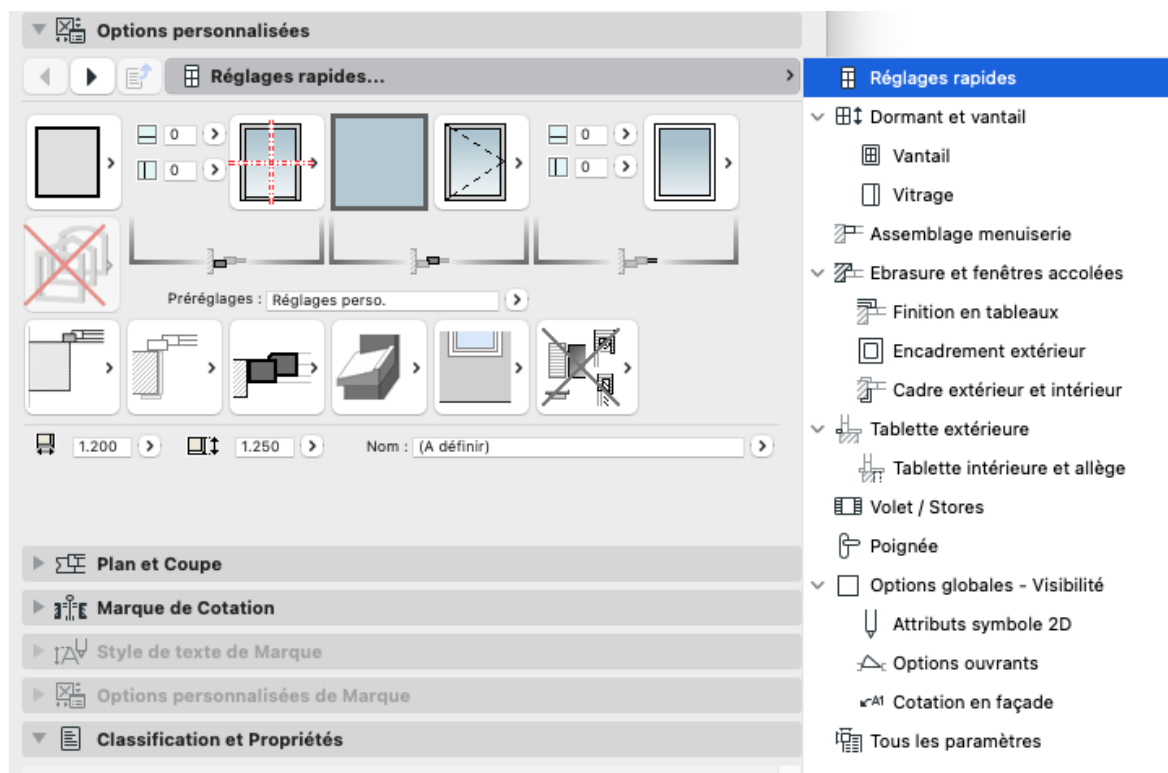 Options personnalisées
Réglages rapides...
0
0
0
0
Préréglages : Réglages perso.
1.200
1.250
Nom : (A définir)
Plan et Coupe
Marque de Cotation
Style de texte de Marque
Options personnalisées de Marque
Classification et Propriétés
Réglages rapides
Dormant et vantail
Vantail
Vitrage
Assemblage menuiserie
Ebrasure et fenêtres accolées
Finition en tableaux
Encadrement extérieur
Cadre extérieur et intérieur
Tablette extérieure
Tablette intérieure et allège
Volet / Stores
Poignée
Options globales - Visibilité
Attributs symbole 2D
Options ouvrants
A1 Cotation en façade
Tous les paramètres